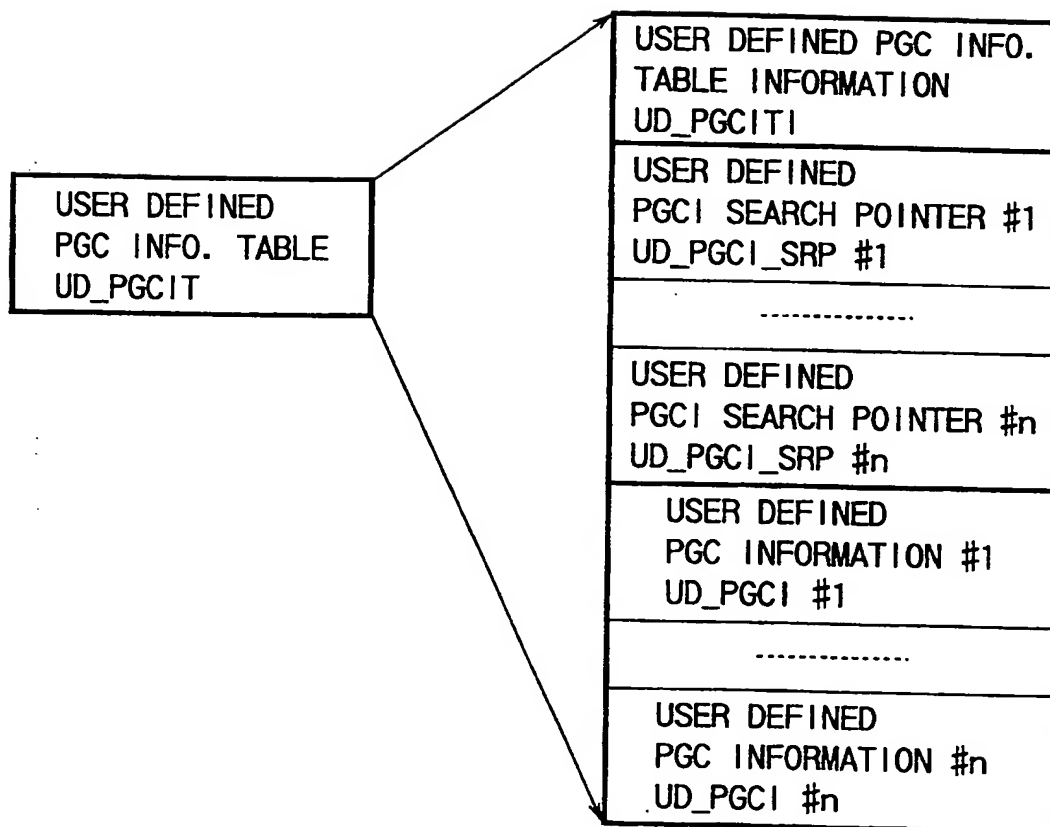 USER DEFINED
PGC INFO. TABLE
UD_PGCIT
USER DEFINED PGC INFO.
TABLE INFORMATION
UD_PGCITI
USER DEFINED
PGCI SEARCH POINTER #1
UD_PGCI_SRP #1
---------------
USER DEFINED
PGCI SEARCH POINTER #n
UD_PGCI_SRP #n
USER DEFINED
PGC INFORMATION #1
UD_PGCI #1
---------------
USER DEFINED
PGC INFORMATION #n
UD_PGCI #n